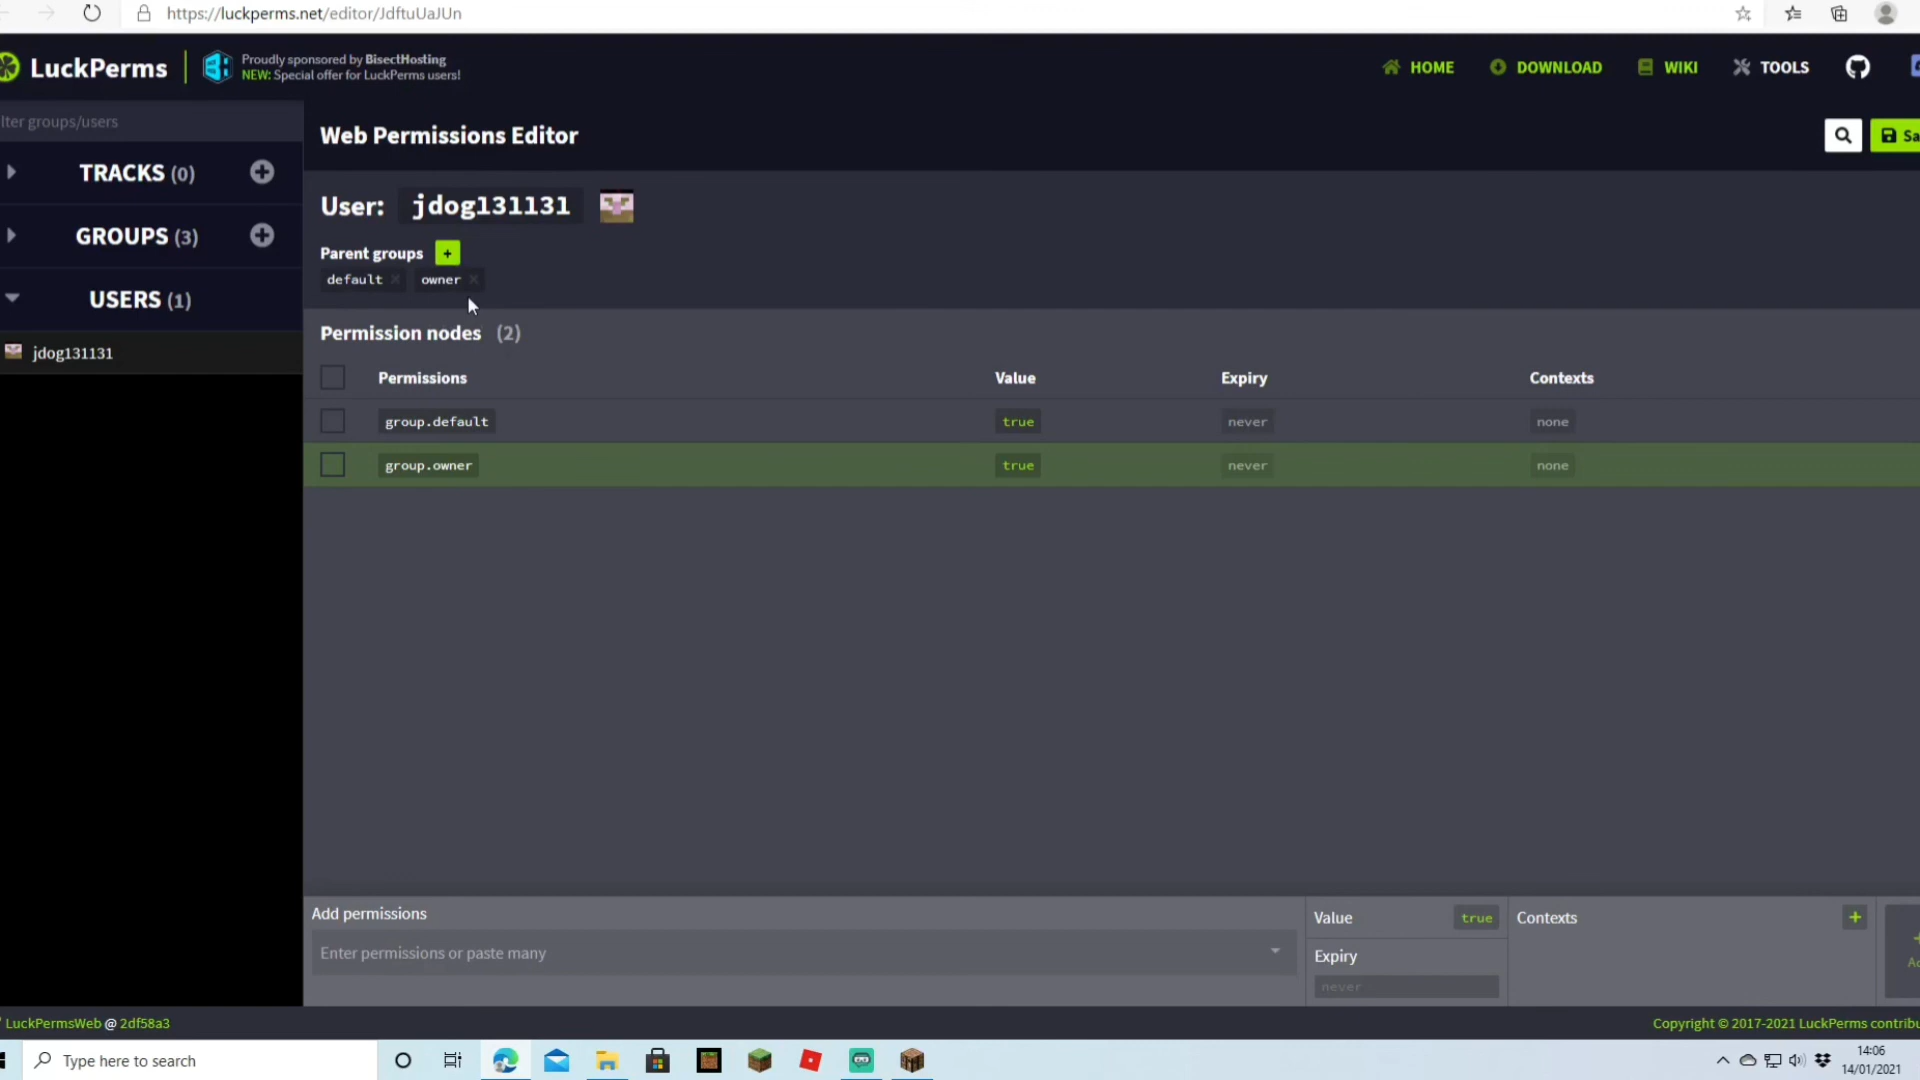 https://luckperms.net/editor/JdftuUaJUn
LuckPerms
Proudly sponsored by BisectHosting
NEW: Special offer for LuckPerms users!
HOME
DOWNLOAD
WIKI
TOOLS
lter groups/users
Web Permissions Editor
Sa
TRACKS (0)
User: jdog131131
GROUPS (3)
Parent groups +
default × owner ×
USERS (1)
Permission nodes (2)
jdog131131
Permissions Value Expiry Contexts
group.default true never none
group.owner true never none
Add permissions
Value true
Contexts +
Enter permissions or paste many
Expiry
never
Ad
LuckPermsWeb @ 2df58a3
Copyright © 2017-2021 LuckPerms contribu
Type here to search
14:06
14/01/2021